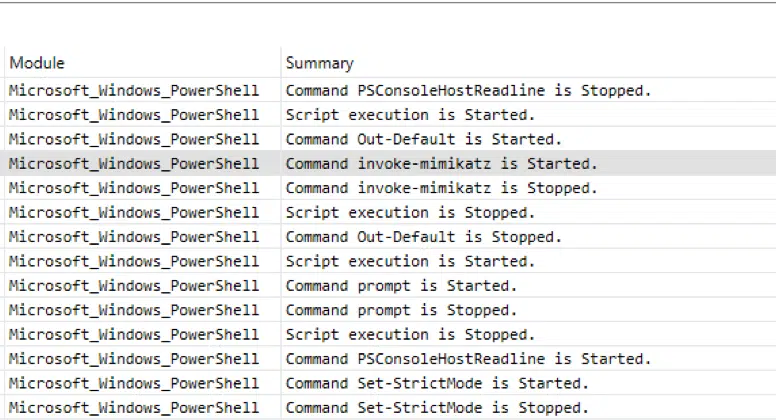 Module Summary
Microsoft_Windows_PowerShell Command PSConsoleHostReadline is Stopped.
Microsoft_Windows_PowerShell Script execution is Started.
Microsoft_Windows_PowerShell Command Out-Default is Started.
Microsoft_Windows_PowerShell Command invoke-mimikatz is Started.
Microsoft_Windows_PowerShell Command invoke-mimikatz is Stopped.
Microsoft_Windows_PowerShell Script execution is Stopped.
Microsoft_Windows_PowerShell Command Out-Default is Stopped.
Microsoft_Windows_PowerShell Script execution is Started.
Microsoft_Windows_PowerShell Command prompt is Started.
Microsoft_Windows_PowerShell Command prompt is Stopped.
Microsoft_Windows_PowerShell Script execution is Stopped.
Microsoft_Windows_PowerShell Command PSConsoleHostReadline is Started.
Microsoft_Windows_PowerShell Command Set-StrictMode is Started.
Microsoft_Windows_PowerShell Command Set-StrictMode is Stopped.